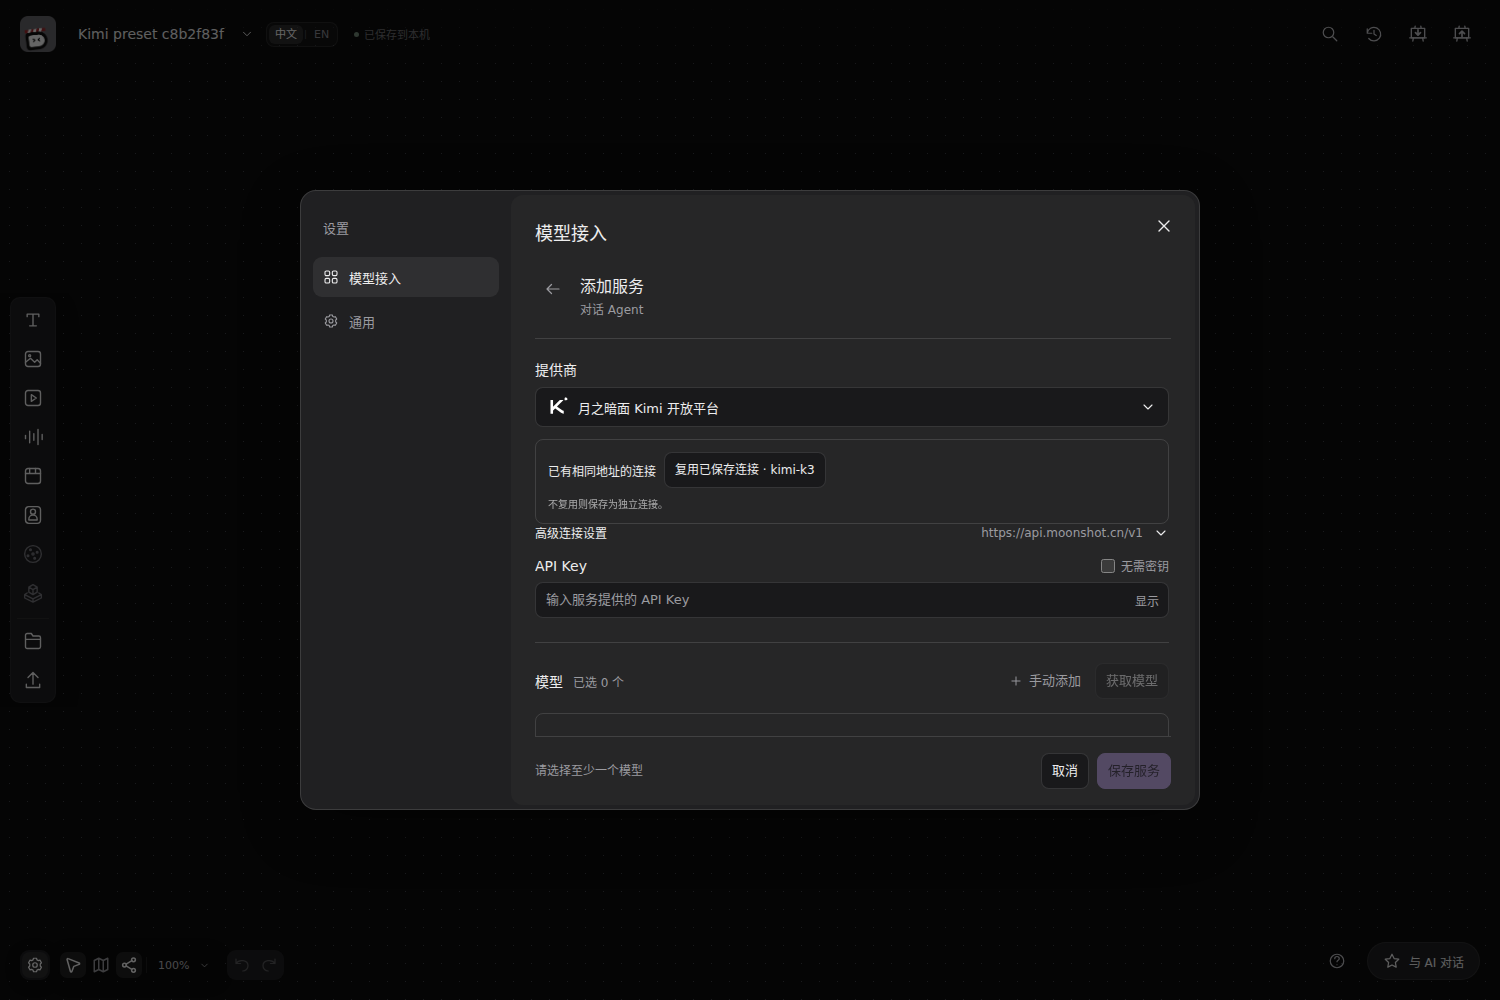 Kimi preset c8b2f83f
中文 EN
已保存到本机
设置
模型接入
通用
模型接入
添加服务
对话 Agent
提供商
月之暗面 Kimi 开放平台
已有相同地址的连接 复用已保存连接 · kimi-k3
不复用则保存为独立连接。
高级连接设置 https://api.moonshot.cn/v1
API Key 无需密钥
输入服务提供的 API Key 显示
模型 已选 0 个 手动添加 获取模型
请选择至少一个模型 取消 保存服务
100%
与 AI 对话